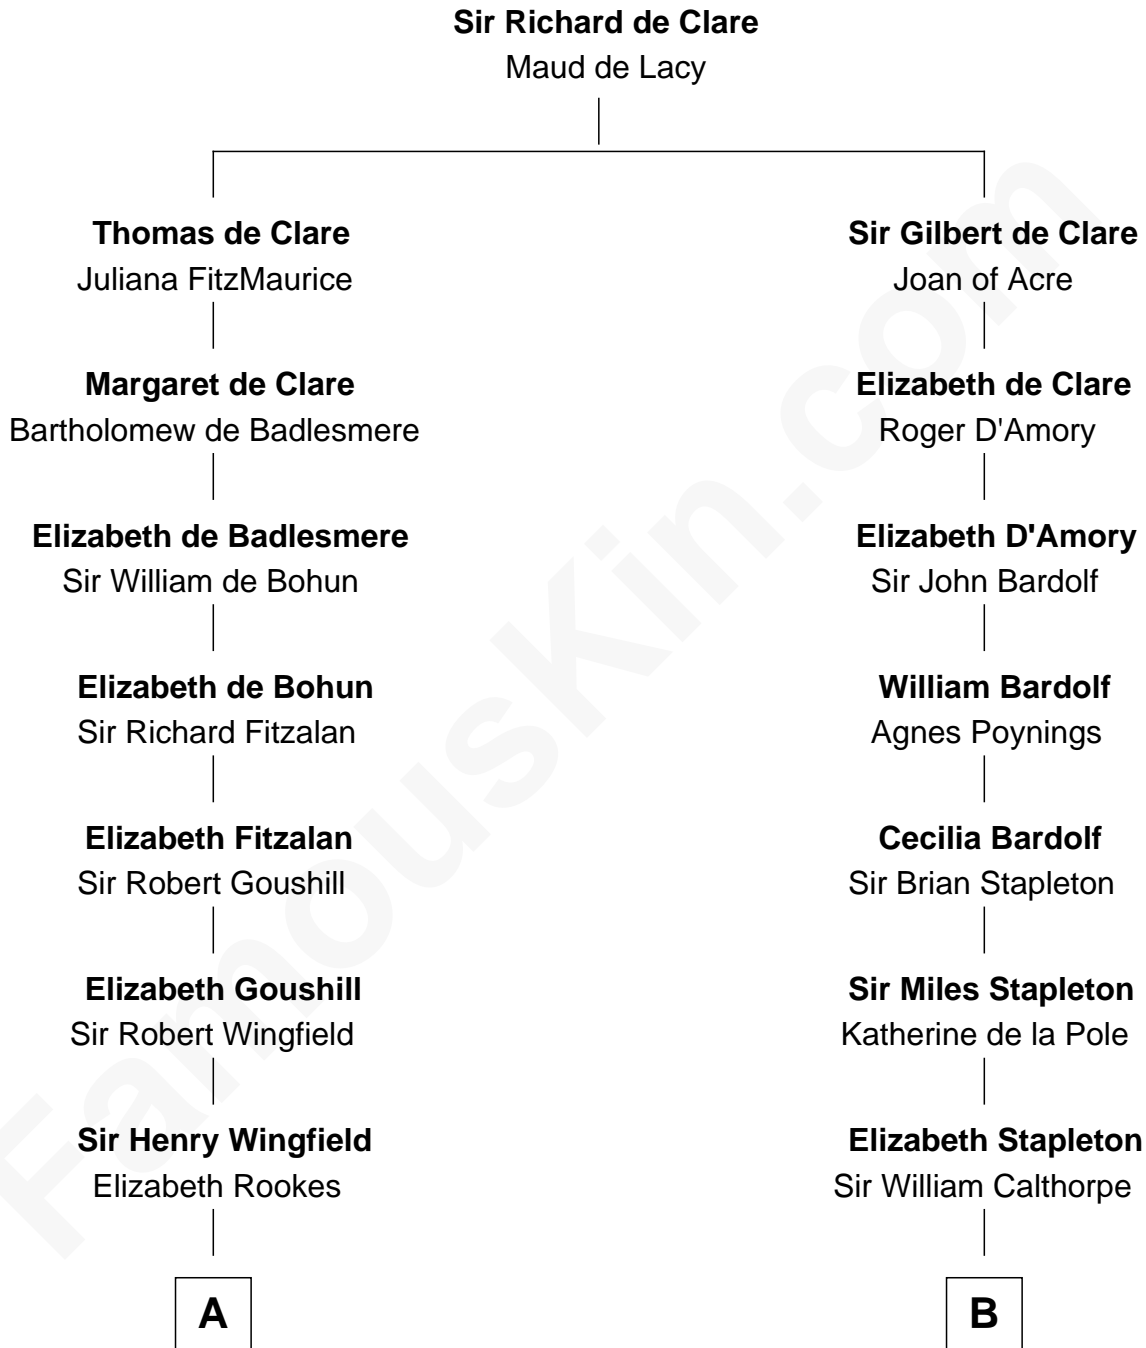 Sir Richard de Clare
Maud de Lacy
Thomas de Clare
Juliana FitzMaurice
Sir Gilbert de Clare
Joan of Acre
Margaret de Clare
Bartholomew de Badlesmere
Elizabeth de Clare
Roger D'Amory
Elizabeth de Badlesmere
Sir William de Bohun
Elizabeth D'Amory
Sir John Bardolf
Elizabeth de Bohun
Sir Richard Fitzalan
William Bardolf
Agnes Poynings
Elizabeth Fitzalan
Sir Robert Goushill
Cecilia Bardolf
Sir Brian Stapleton
Elizabeth Goushill
Sir Robert Wingfield
Sir Miles Stapleton
Katherine de la Pole
Sir Henry Wingfield
Elizabeth Rookes
Elizabeth Stapleton
Sir William Calthorpe
A
B
FamousKin.com